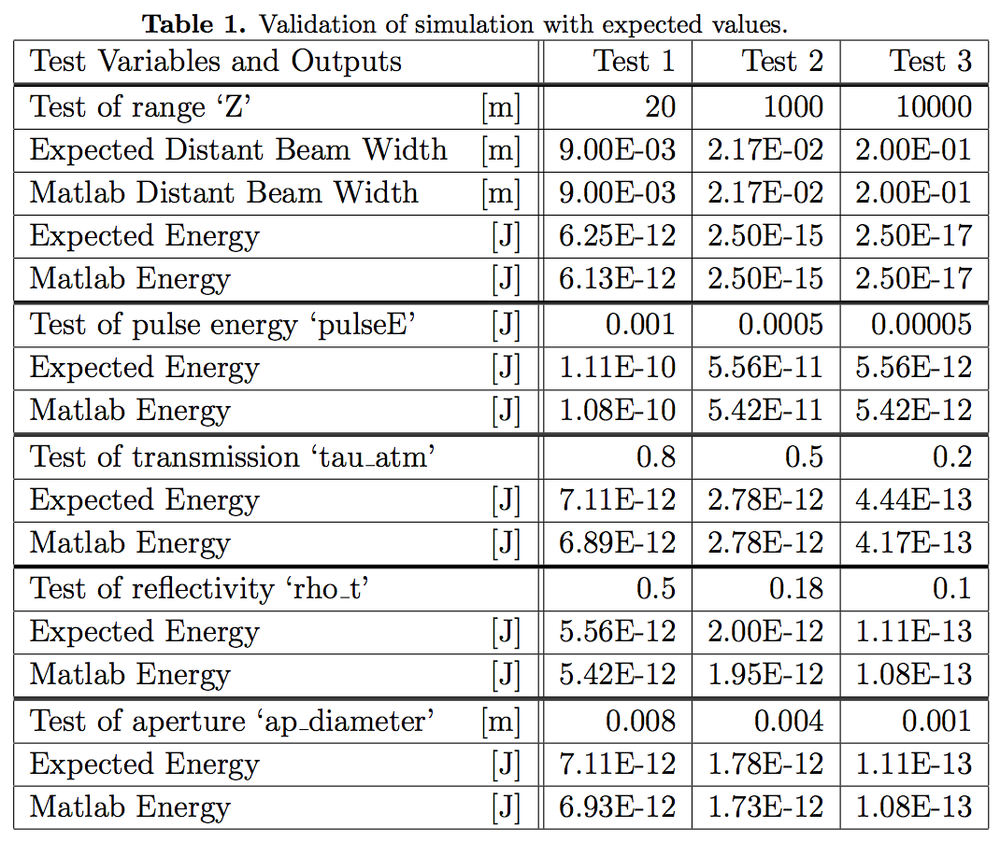 Table 1. Validation of simulation with expected values.
Test Variables and Outputs Test 1 Test 2 Test 3
Test of range ‘Z’ [m] 20 1000 10000
Expected Distant Beam Width [m] 9.00E-03 2.17E-02 2.00E-01
Matlab Distant Beam Width [m] 9.00E-03 2.17E-02 2.00E-01
Expected Energy [J] 6.25E-12 2.50E-15 2.50E-17
Matlab Energy [J] 6.13E-12 2.50E-15 2.50E-17
Test of pulse energy ‘pulseE’ [J] 0.001 0.0005 0.00005
Expected Energy [J] 1.11E-10 5.56E-11 5.56E-12
Matlab Energy [J] 1.08E-10 5.42E-11 5.42E-12
Test of transmission ‘tau_atm’ 0.8 0.5 0.2
Expected Energy [J] 7.11E-12 2.78E-12 4.44E-13
Matlab Energy [J] 6.89E-12 2.78E-12 4.17E-13
Test of reflectivity ‘rho_t’ 0.5 0.18 0.1
Expected Energy [J] 5.56E-12 2.00E-12 1.11E-13
Matlab Energy [J] 5.42E-12 1.95E-12 1.08E-13
Test of aperture ‘ap_diameter’ [m] 0.008 0.004 0.001
Expected Energy [J] 7.11E-12 1.78E-12 1.11E-13
Matlab Energy [J] 6.93E-12 1.73E-12 1.08E-13